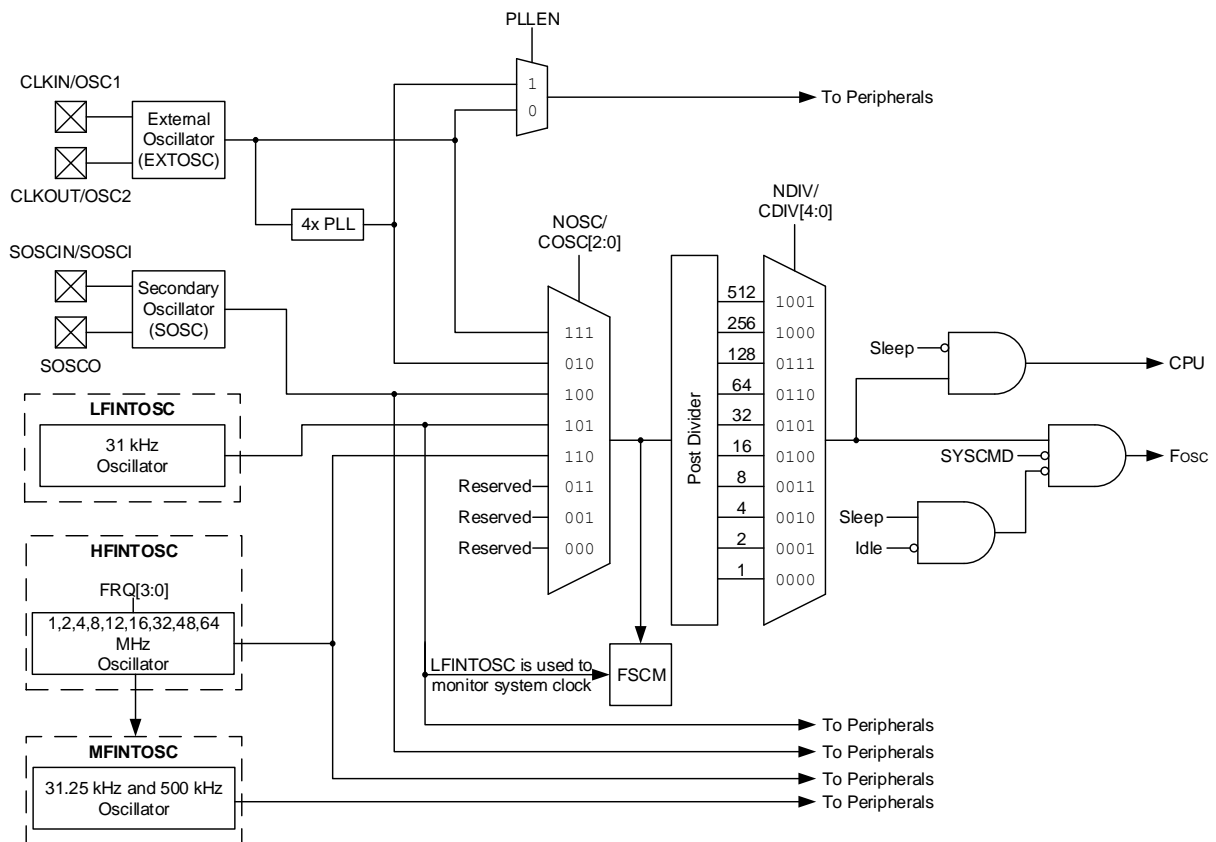 PLLEN
1
0
To Peripherals
CLKIN/OSC1
External
Oscillator
(EXTOSC)
CLKOUT/OSC2
4x PLL
SOSCIN/SOSCI
Secondary
Oscillator
(SOSC)
SOSCO
LFINTOSC
31 kHz
Oscillator
HFINTOSC
FRQ[3:0]
1,2,4,8,12,16,32,48,64
MHz
Oscillator
MFINTOSC
31.25 kHz and 500 kHz
Oscillator
NOSC/
COSC[2:0]
111
010
100
101
110
Reserved 011
Reserved 001
Reserved 000
LFINTOSC is used to
monitor system clock
FSCM
Post Divider
NDIV/
CDIV[4:0]
512 1001
256 1000
128 0111
64 0110
32 0101
16 0100
8 0011
4 0010
2 0001
1 0000
Sleep
CPU
SYSCMD
Fosc
Sleep
Idle
To Peripherals
To Peripherals
To Peripherals
To Peripherals